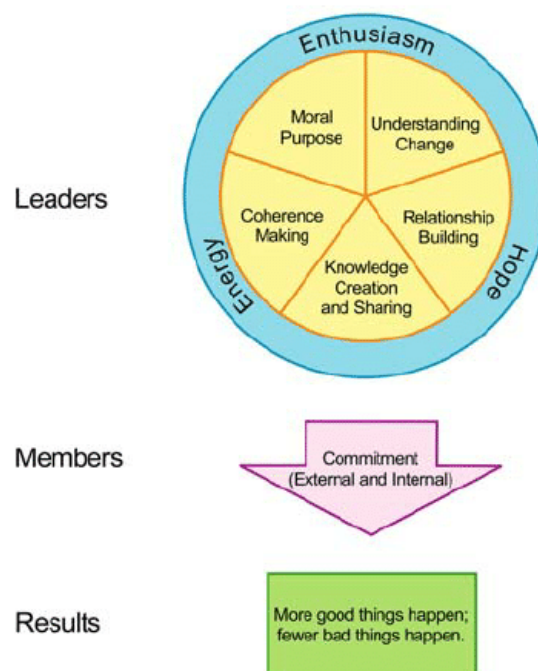 Enthusiasm
Moral
Purpose
Understanding
Change
Leaders
Coherence
Making
Relationship
Building
Knowledge
Creation
and Sharing
Energy
Hope
Members
Commitment
(External and Internal)
Results
More good things happen;
fewer bad things happen.